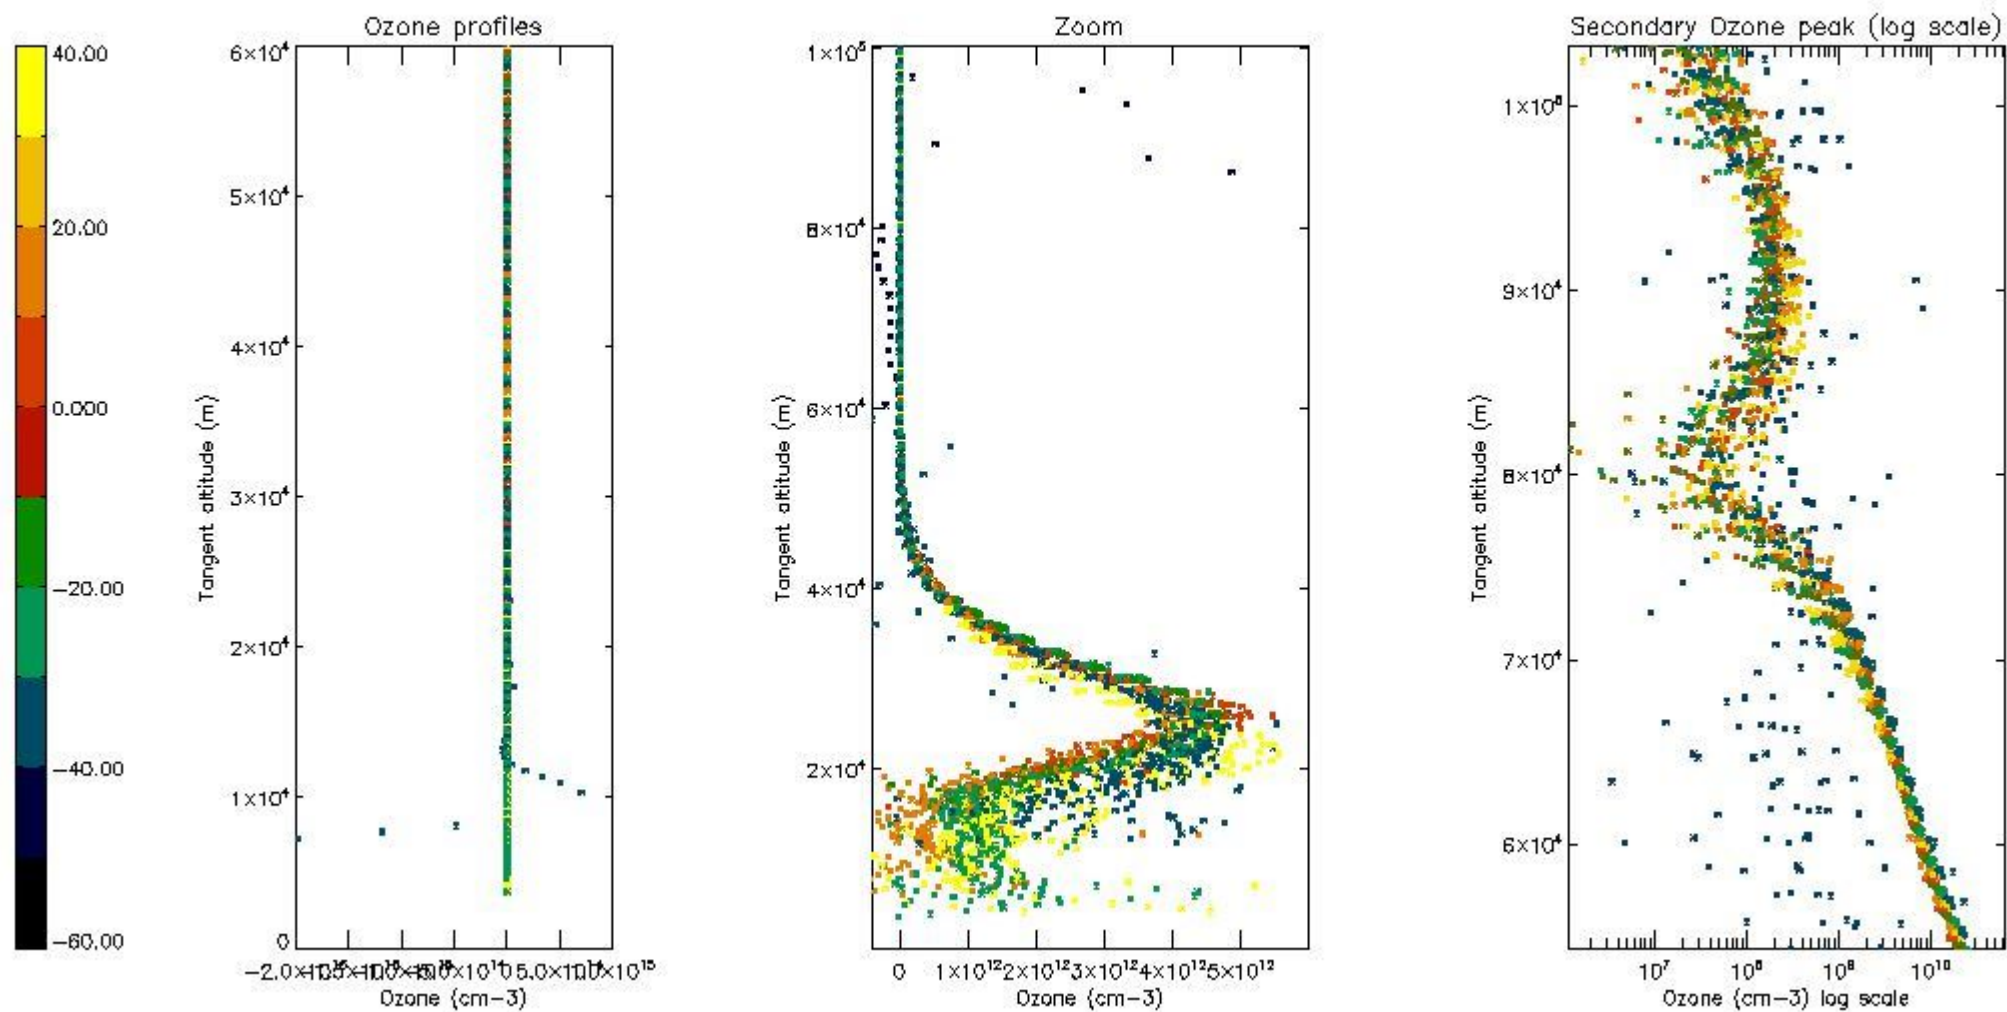 Ozone profiles
Zoom
Secondary Ozone peak (log scale)
40.00
20.00
0.000
-20.00
-40.00
-60.00
6×10⁴
5×10⁴
4×10⁴
3×10⁴
2×10⁴
1×10⁴
0
Tangent altitude (m)
Ozone (cm-3)
1×10⁵
8×10⁴
6×10⁴
4×10⁴
2×10⁴
Tangent altitude (m)
0 1×10¹² 2×10¹² 3×10¹² 4×10¹² 5×10¹²
Ozone (cm-3)
9×10⁴
8×10⁴
7×10⁴
6×10⁴
Tangent altitude (m)
10⁷ 10⁸ 10⁹ 10¹⁰
Ozone (cm-3) log scale